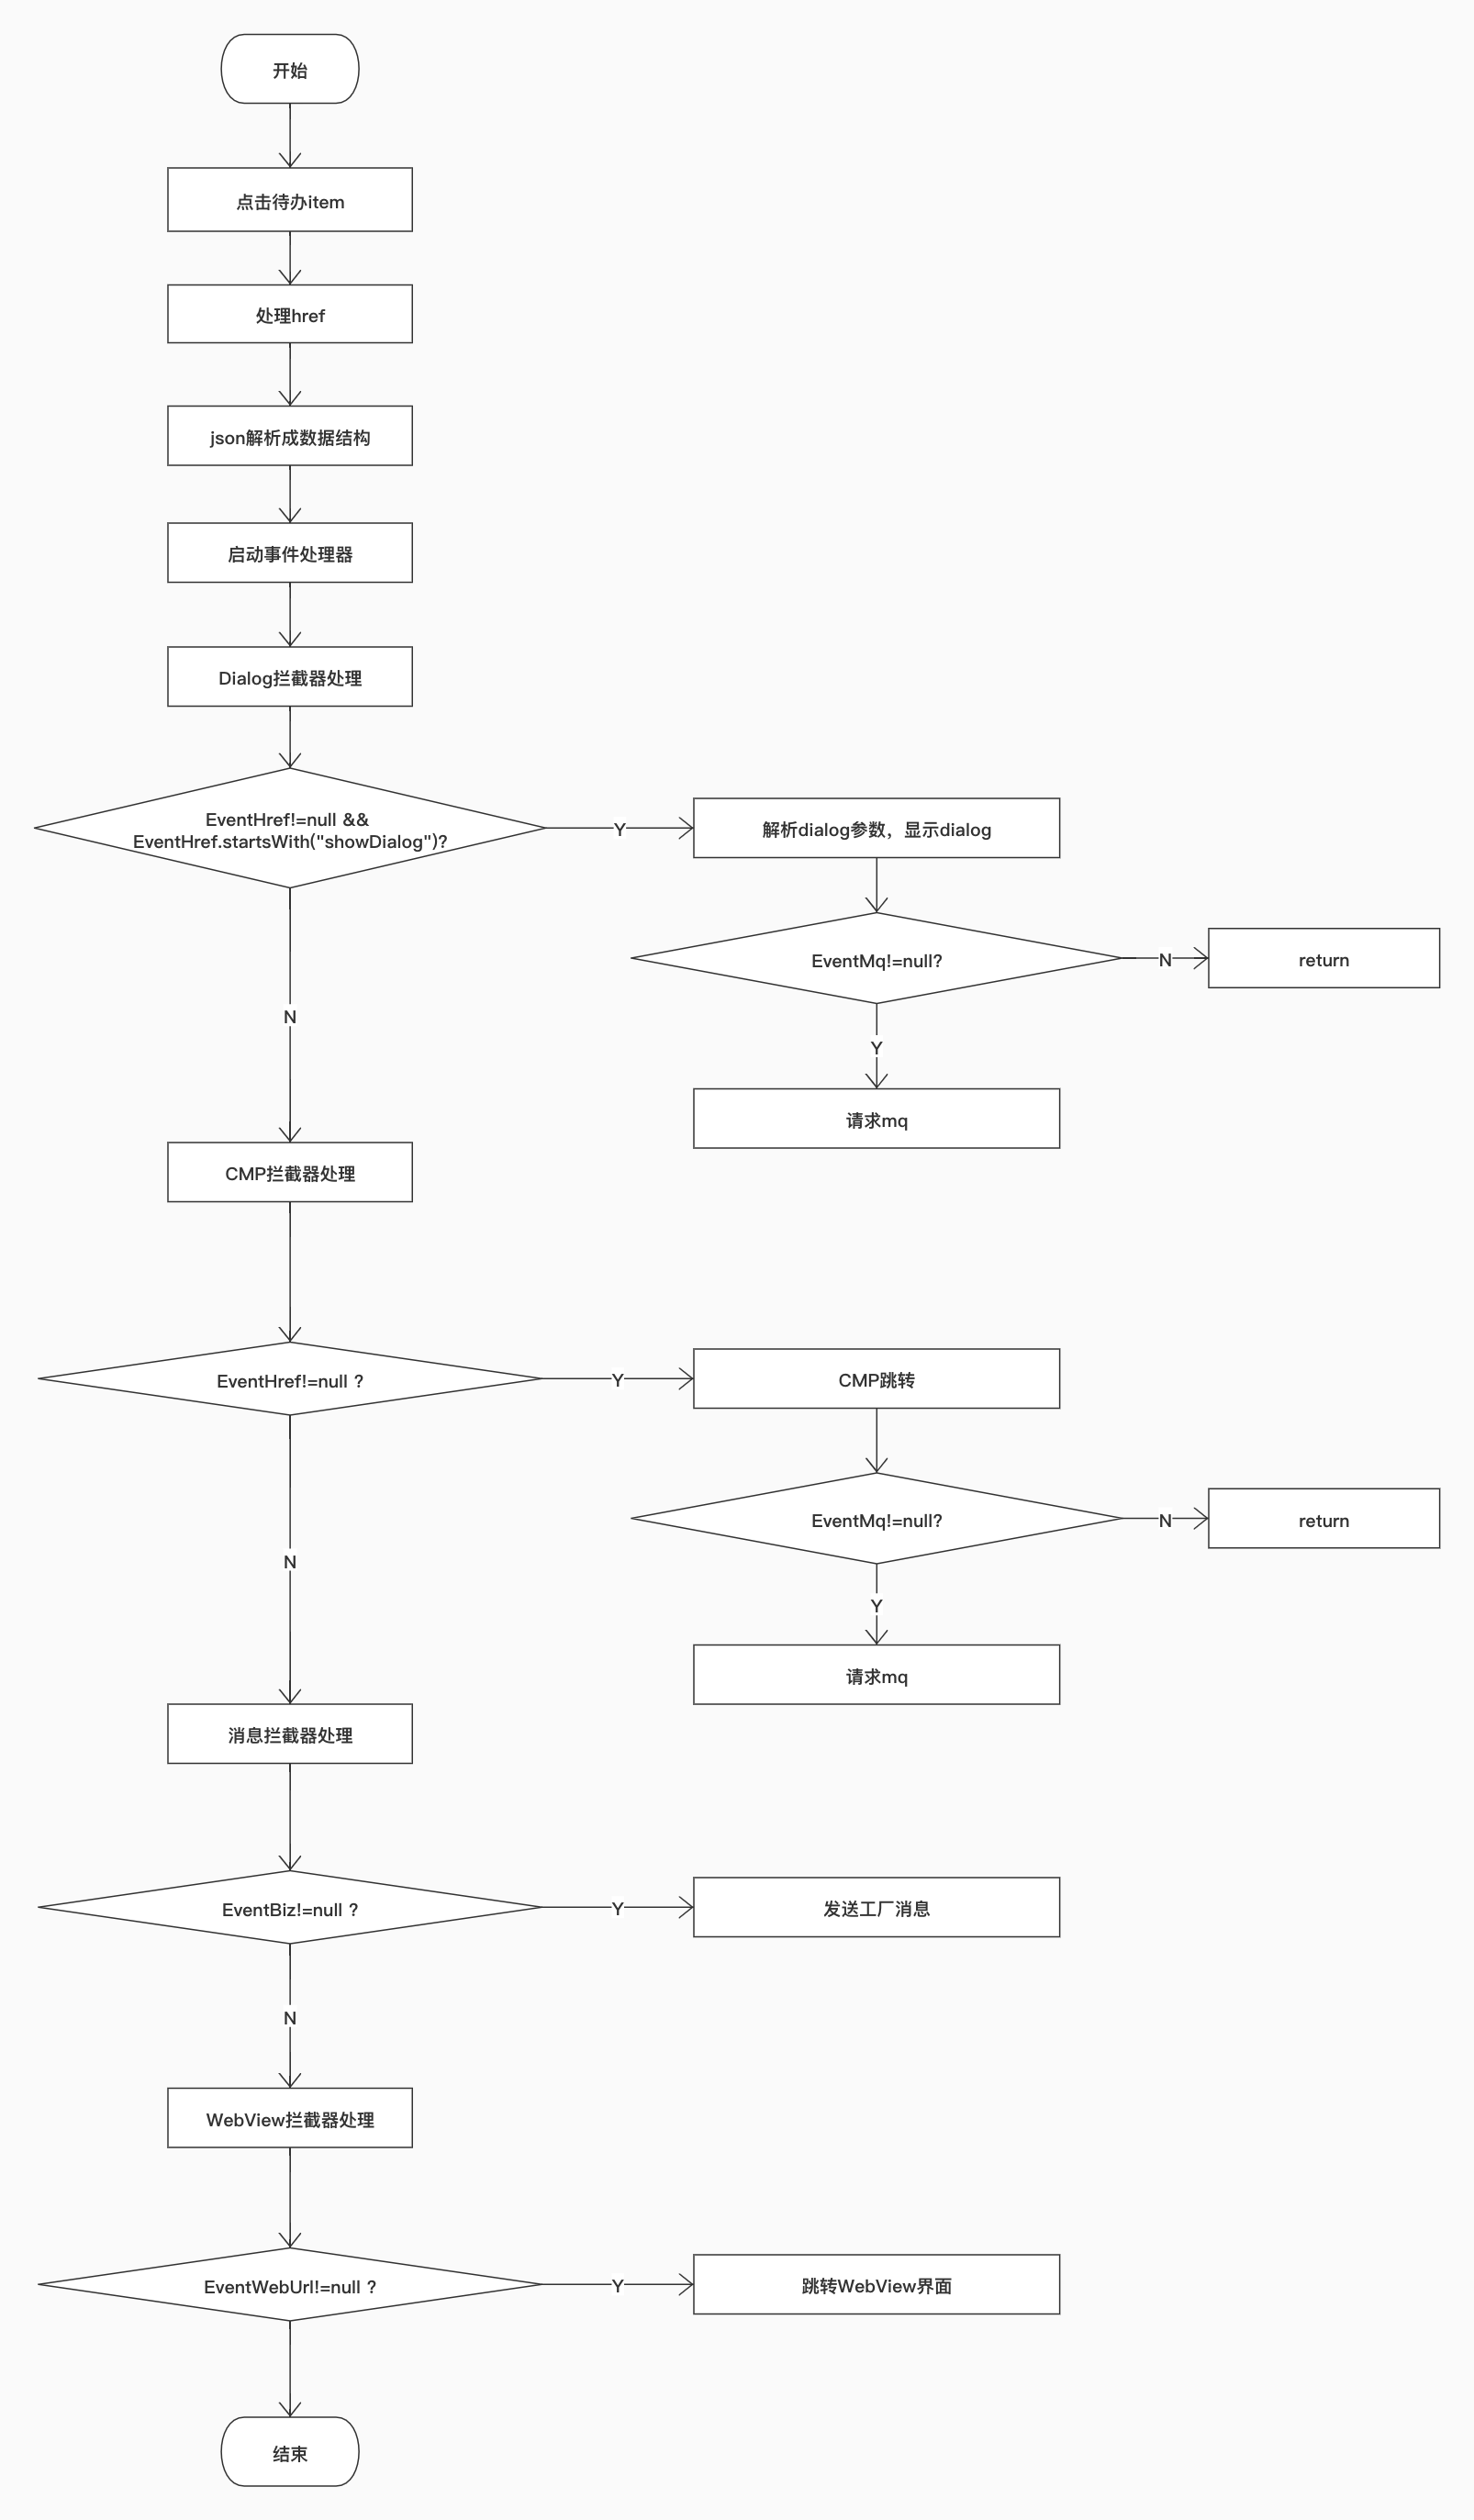 开始
点击待办item
处理href
json解析成数据结构
启动事件处理器
Dialog拦截器处理
EventHref!=null &&
EventHref.startsWith("showDialog")?
Y
解析dialog参数，显示dialog
EventMq!=null?
N
return
Y
请求mq
N
CMP拦截器处理
EventHref!=null ?
Y
CMP跳转
EventMq!=null?
N
return
Y
请求mq
N
消息拦截器处理
EventBiz!=null ?
Y
发送工厂消息
N
WebView拦截器处理
EventWebUrl!=null ?
Y
跳转WebView界面
结束